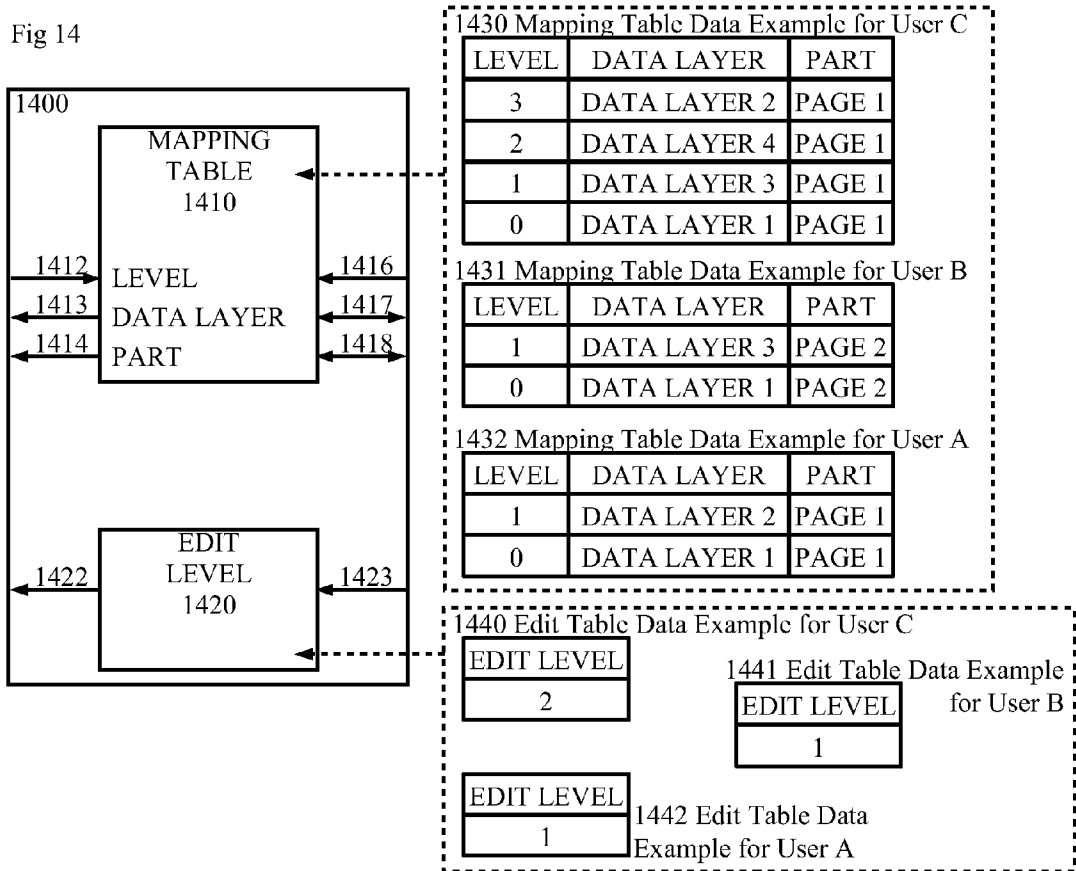 Fig 14
1400
MAPPING
TABLE
1410
1412
LEVEL
1416
1413
DATA LAYER
1417
1414
PART
1418
EDIT
LEVEL
1420
1422
1423
1430 Mapping Table Data Example for User C
LEVEL DATA LAYER PART
3 DATA LAYER 2 PAGE 1
2 DATA LAYER 4 PAGE 1
1 DATA LAYER 3 PAGE 1
0 DATA LAYER 1 PAGE 1
1431 Mapping Table Data Example for User B
LEVEL DATA LAYER PART
1 DATA LAYER 3 PAGE 2
0 DATA LAYER 1 PAGE 2
1432 Mapping Table Data Example for User A
LEVEL DATA LAYER PART
1 DATA LAYER 2 PAGE 1
0 DATA LAYER 1 PAGE 1
1440 Edit Table Data Example for User C
EDIT LEVEL
2
1441 Edit Table Data Example
for User B
EDIT LEVEL
1
EDIT LEVEL
1
1442 Edit Table Data
Example for User A